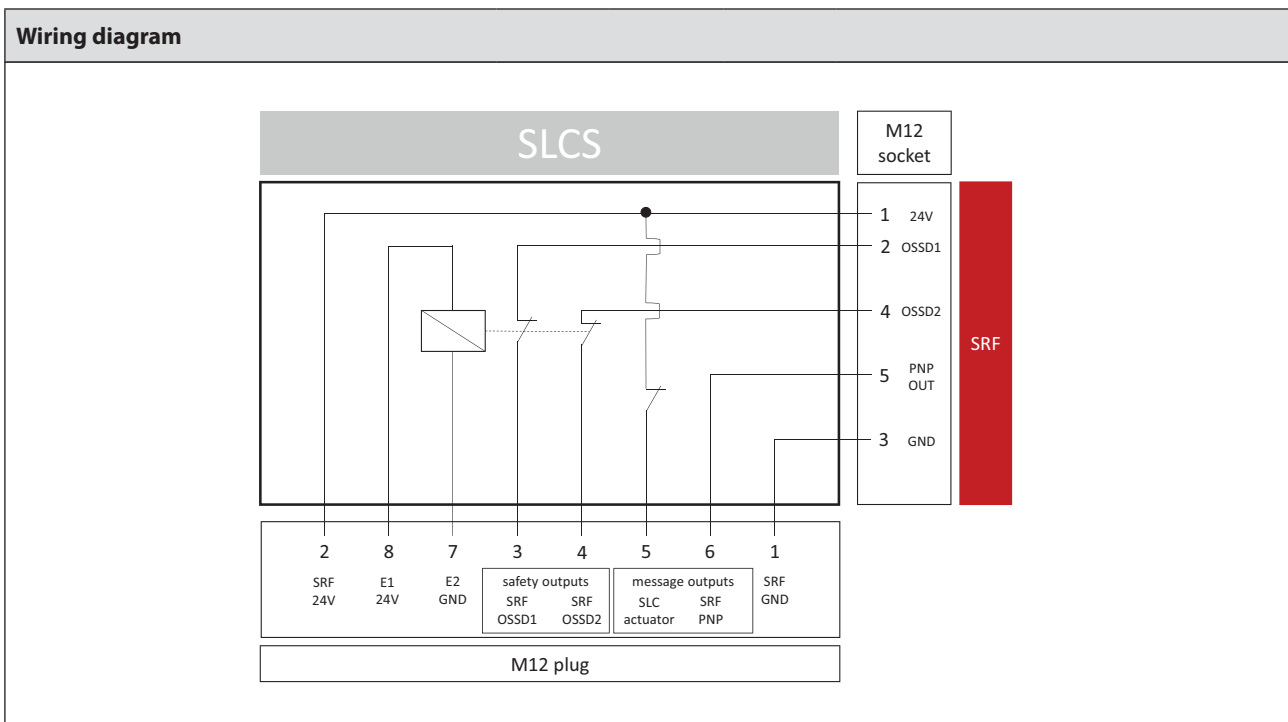 Wiring diagram
SLCS
M12
socket
1 24V
2 OSSD1
4 OSSD2
5 PNP
OUT
3 GND
SRF
2 8 7 3 4 5 6 1
SRF
24V
E1
24V
E2
GND
safety outputs
SRF SRF
OSSD1 OSSD2
message outputs
SLC SRF
actuator PNP
SRF
GND
M12 plug